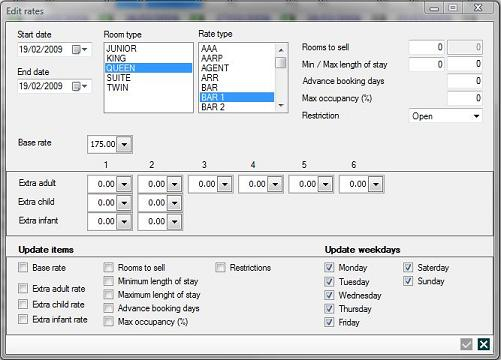 Edit rates
Start date
19/02/2009
End date
19/02/2009
Room type
JUNIOR
KING
QUEEN
SUITE
TWIN
Rate type
AAA
AARP
AGENT
ARR
BAR
BAR 1
BAR 2
Rooms to sell 0 0
Min / Max length of stay 0 0
Advance booking days 0
Max occupancy (%) 0
Restriction Open
Base rate 175.00
1 2 3 4 5 6
Extra adult 0.00 0.00 0.00 0.00 0.00 0.00
Extra child 0.00 0.00
Extra infant 0.00 0.00
Update items
Base rate
Extra adult rate
Extra child rate
Extra infant rate
Rooms to sell
Minimum length of stay
Maximum lenght of stay
Advance booking days
Max occupancy (%)
Restrictions
Update weekdays
Monday
Tuesday
Wednesday
Thursday
Friday
Saterday
Sunday